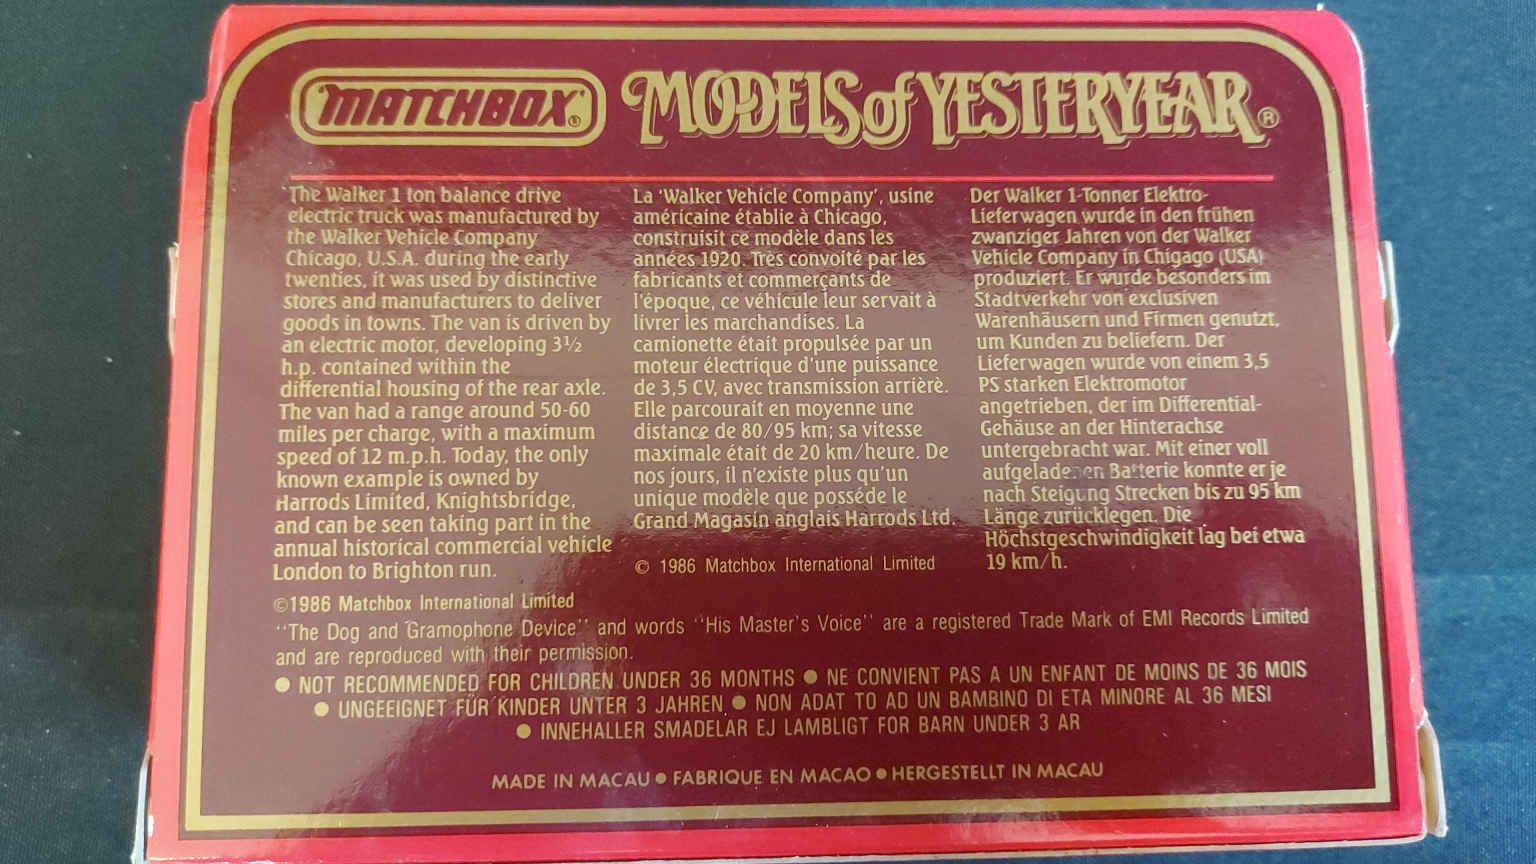 MATCHBOX ®
MODELS of YESTERYEAR ®
The Walker 1 ton balance drive
electric truck was manufactured by
the Walker Vehicle Company
Chicago, U.S.A. during the early
twenties, it was used by distinctive
stores and manufacturers to deliver
goods in towns. The van is driven by
an electric motor, developing 3½
h.p. contained within the
differential housing of the rear axle.
The van had a range around 50-60
miles per charge, with a maximum
speed of 12 m.p.h. Today, the only
known example is owned by
Harrods Limited, Knightsbridge,
and can be seen taking part in the
annual historical commercial vehicle
London to Brighton run.
©1986 Matchbox International Limited
La 'Walker Vehicle Company', usine
américaine établie à Chicago,
construisit ce modèle dans les
années 1920. Très convoité par les
fabricants et commerçants de
l'époque, ce véhicule leur servait à
livrer les marchandises. La
camionette était propulsée par un
moteur électrique d'une puissance
de 3,5 CV, avec transmission arrièrè.
Elle parcourait en moyenne une
distance de 80/95 km; sa vitesse
maximale était de 20 km/heure. De
nos jours, il n'existe plus qu'un
unique modèle que posséde le
Grand Magasin anglais Harrods Ltd.
© 1986 Matchbox International Limited
Der Walker 1-Tonner Elektro-
Lieferwagen wurde in den frühen
zwanziger Jahren von der Walker
Vehicle Company in Chigago (USA)
produziert. Er wurde besonders im
Stadtverkehr von exclusiven
Warenhäusern und Firmen genutzt,
um Kunden zu beliefern. Der
Lieferwagen wurde von einem 3,5
PS starken Elektromotor
angetrieben, der im Differential-
Gehäuse an der Hinterachse
untergebracht war. Mit einer voll
aufgeladenen Batterie konnte er je
nach Steigung Strecken bis zu 95 km
Länge zurücklegen. Die
Höchstgeschwindigkeit lag bei etwa
19 km/h.
"The Dog and Gramophone Device" and words "His Master's Voice" are a registered Trade Mark of EMI Records Limited
and are reproduced with their permission.
● NOT RECOMMENDED FOR CHILDREN UNDER 36 MONTHS ● NE CONVIENT PAS A UN ENFANT DE MOINS DE 36 MOIS
● UNGEEIGNET FÜR KINDER UNTER 3 JAHREN ● NON ADAT TO AD UN BAMBINO DI ETA MINORE AL 36 MESI
● INNEHALLER SMADELAR EJ LAMBLIGT FOR BARN UNDER 3 AR
MADE IN MACAU ● FABRIQUE EN MACAO ● HERGESTELLT IN MACAU